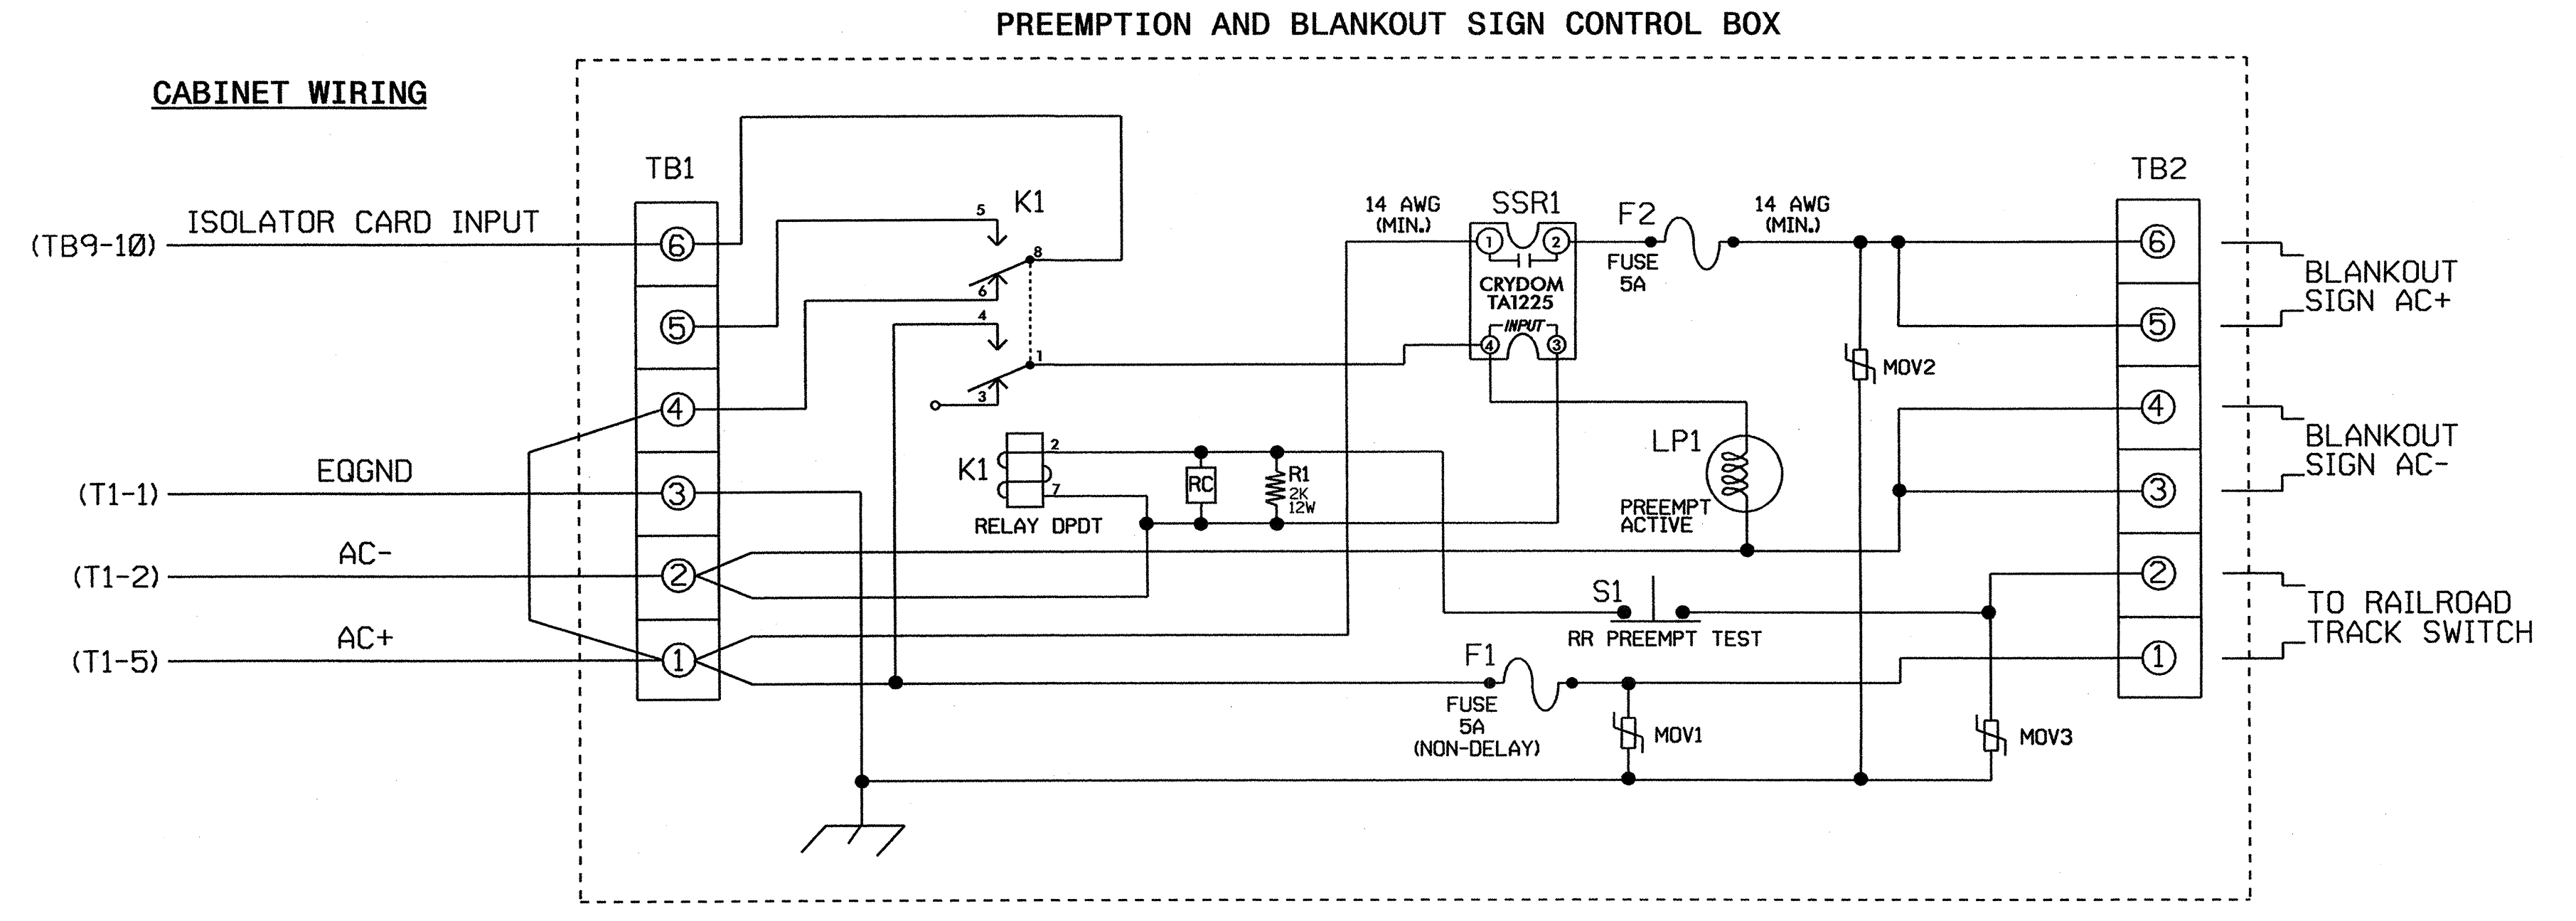 PREEMPTION AND BLANKOUT SIGN CONTROL BOX
CABINET WIRING
TB1
TB2
ISOLATOR CARD INPUT
(TB9-10)
EQGND
(T1-1)
AC-
(T1-2)
AC+
(T1-5)
6
5
4
3
2
1
K1
5
8
6
4
1
3
K1
2
7
RELAY DPDT
RC
R1
2K
12W
14 AWG
(MIN.)
SSR1
1
2
CRYDOM
TA1225
INPUT
4
3
F2
FUSE
5A
14 AWG
(MIN.)
MOV2
LP1
PREEMPT
ACTIVE
S1
RR PREEMPT TEST
F1
FUSE
5A
(NON-DELAY)
MOV1
MOV3
6
5
4
3
2
1
BLANKOUT
SIGN AC+
BLANKOUT
SIGN AC-
TO RAILROAD
TRACK SWITCH